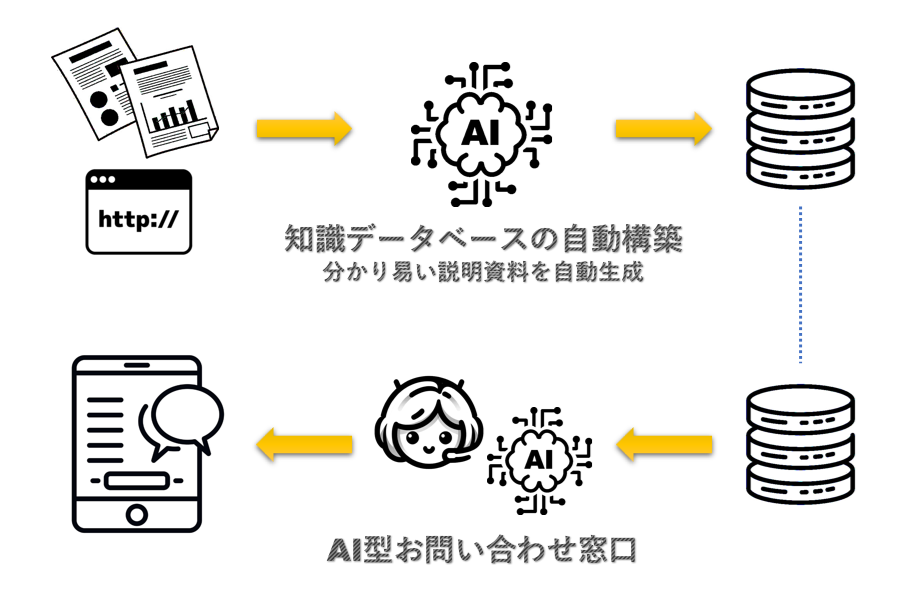 AI
http://
知識データベースの自動構築
分かり易い説明資料を自動生成
AI
AI型お問い合わせ窓口